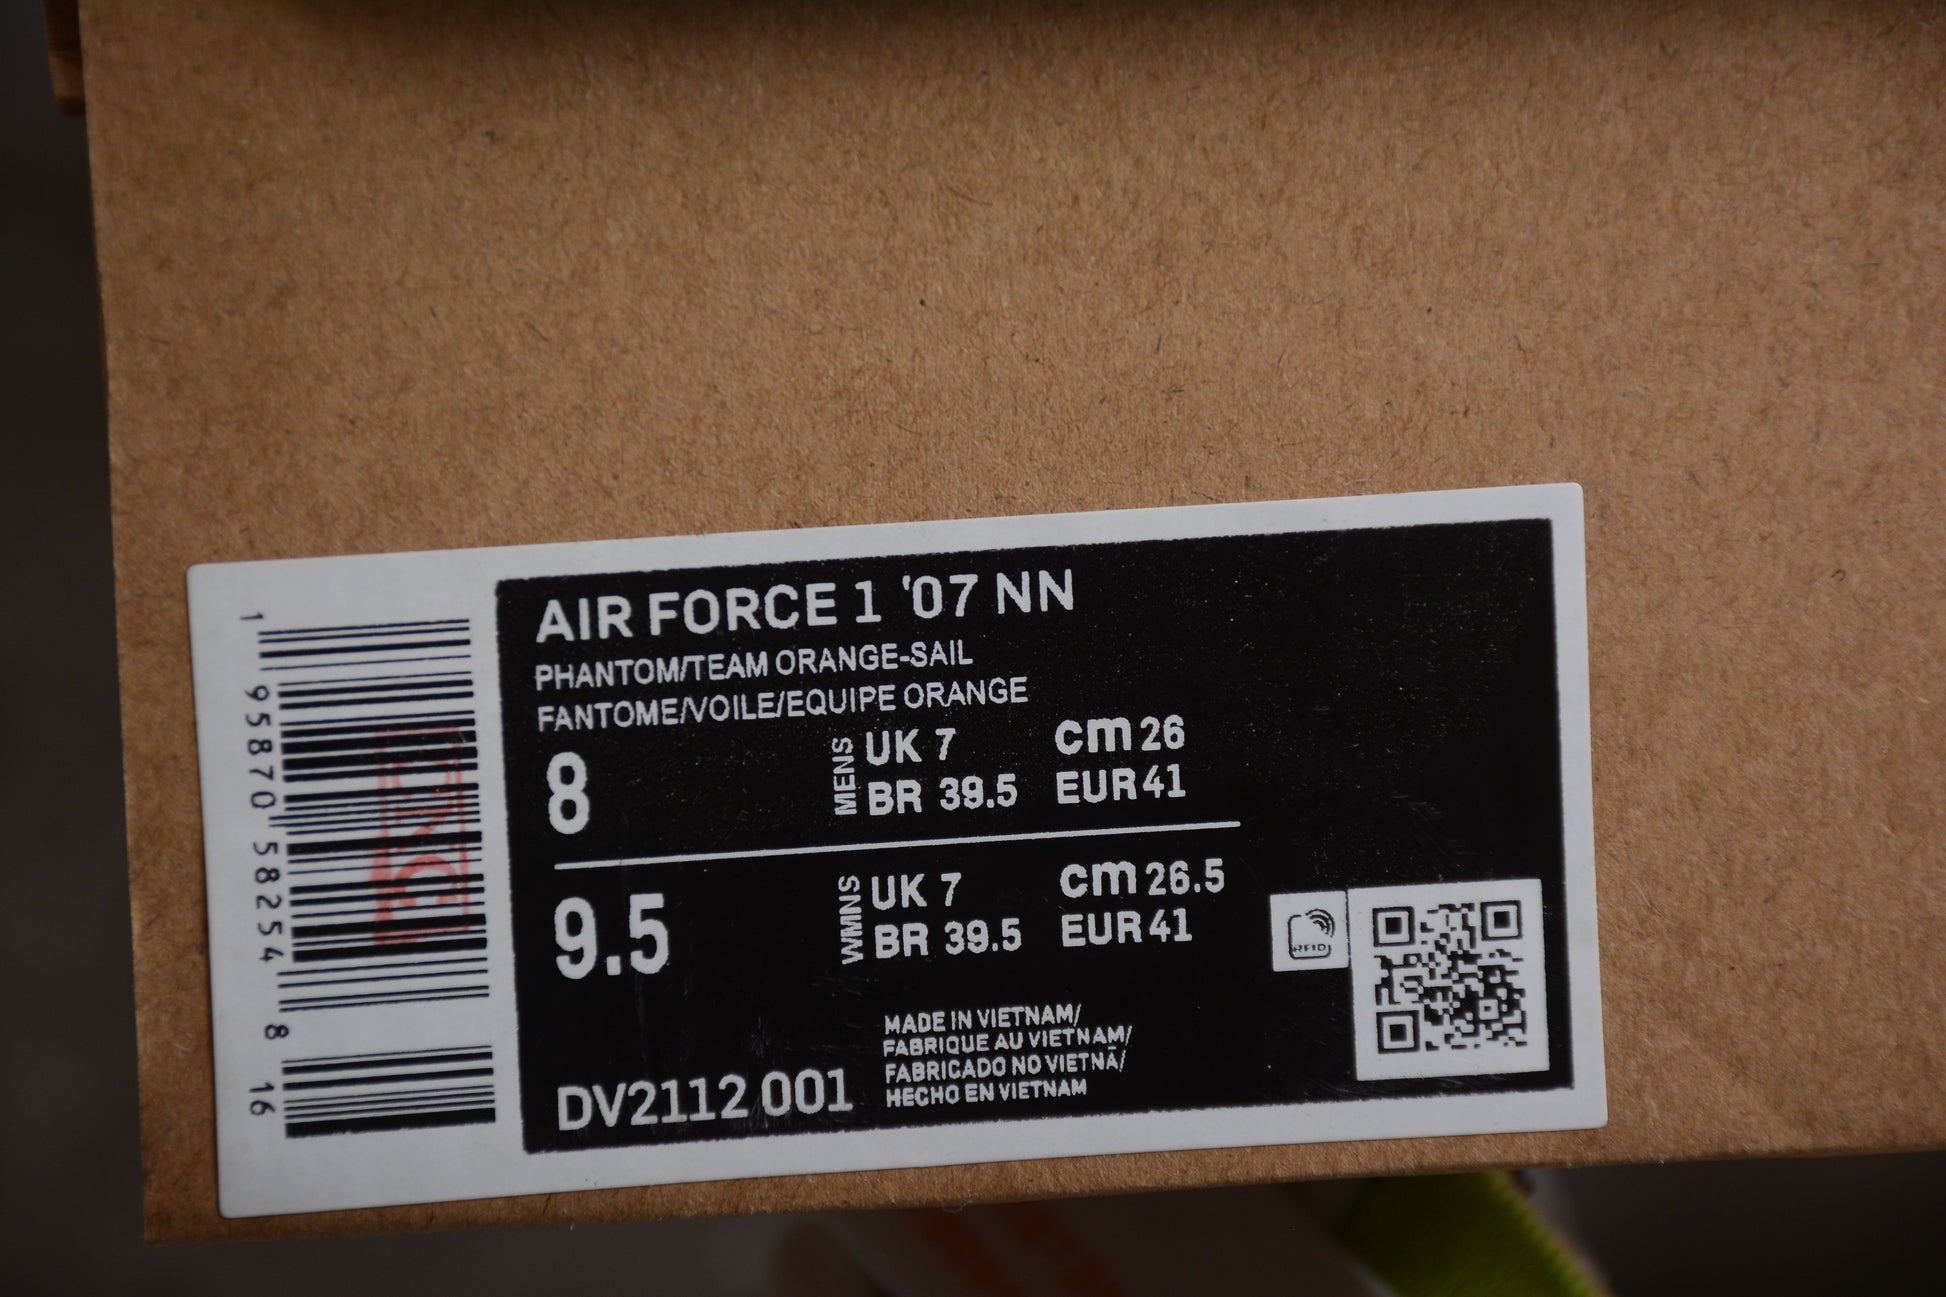 AIR FORCE 1 '07 NN
PHANTOM/TEAM ORANGE-SAIL
FANTOME/VOILE/EQUIPE ORANGE
8
MENS
UK 7
cm 26
BR 39.5
EUR 41
9.5
WMNS
UK 7
cm 26.5
BR 39.5
EUR 41
RFID
MADE IN VIETNAM/
FABRIQUE AU VIETNAM/
FABRICADO NO VIETNÃ/
HECHO EN VIETNAM
DV2112 001
1 95870 58254 8 16